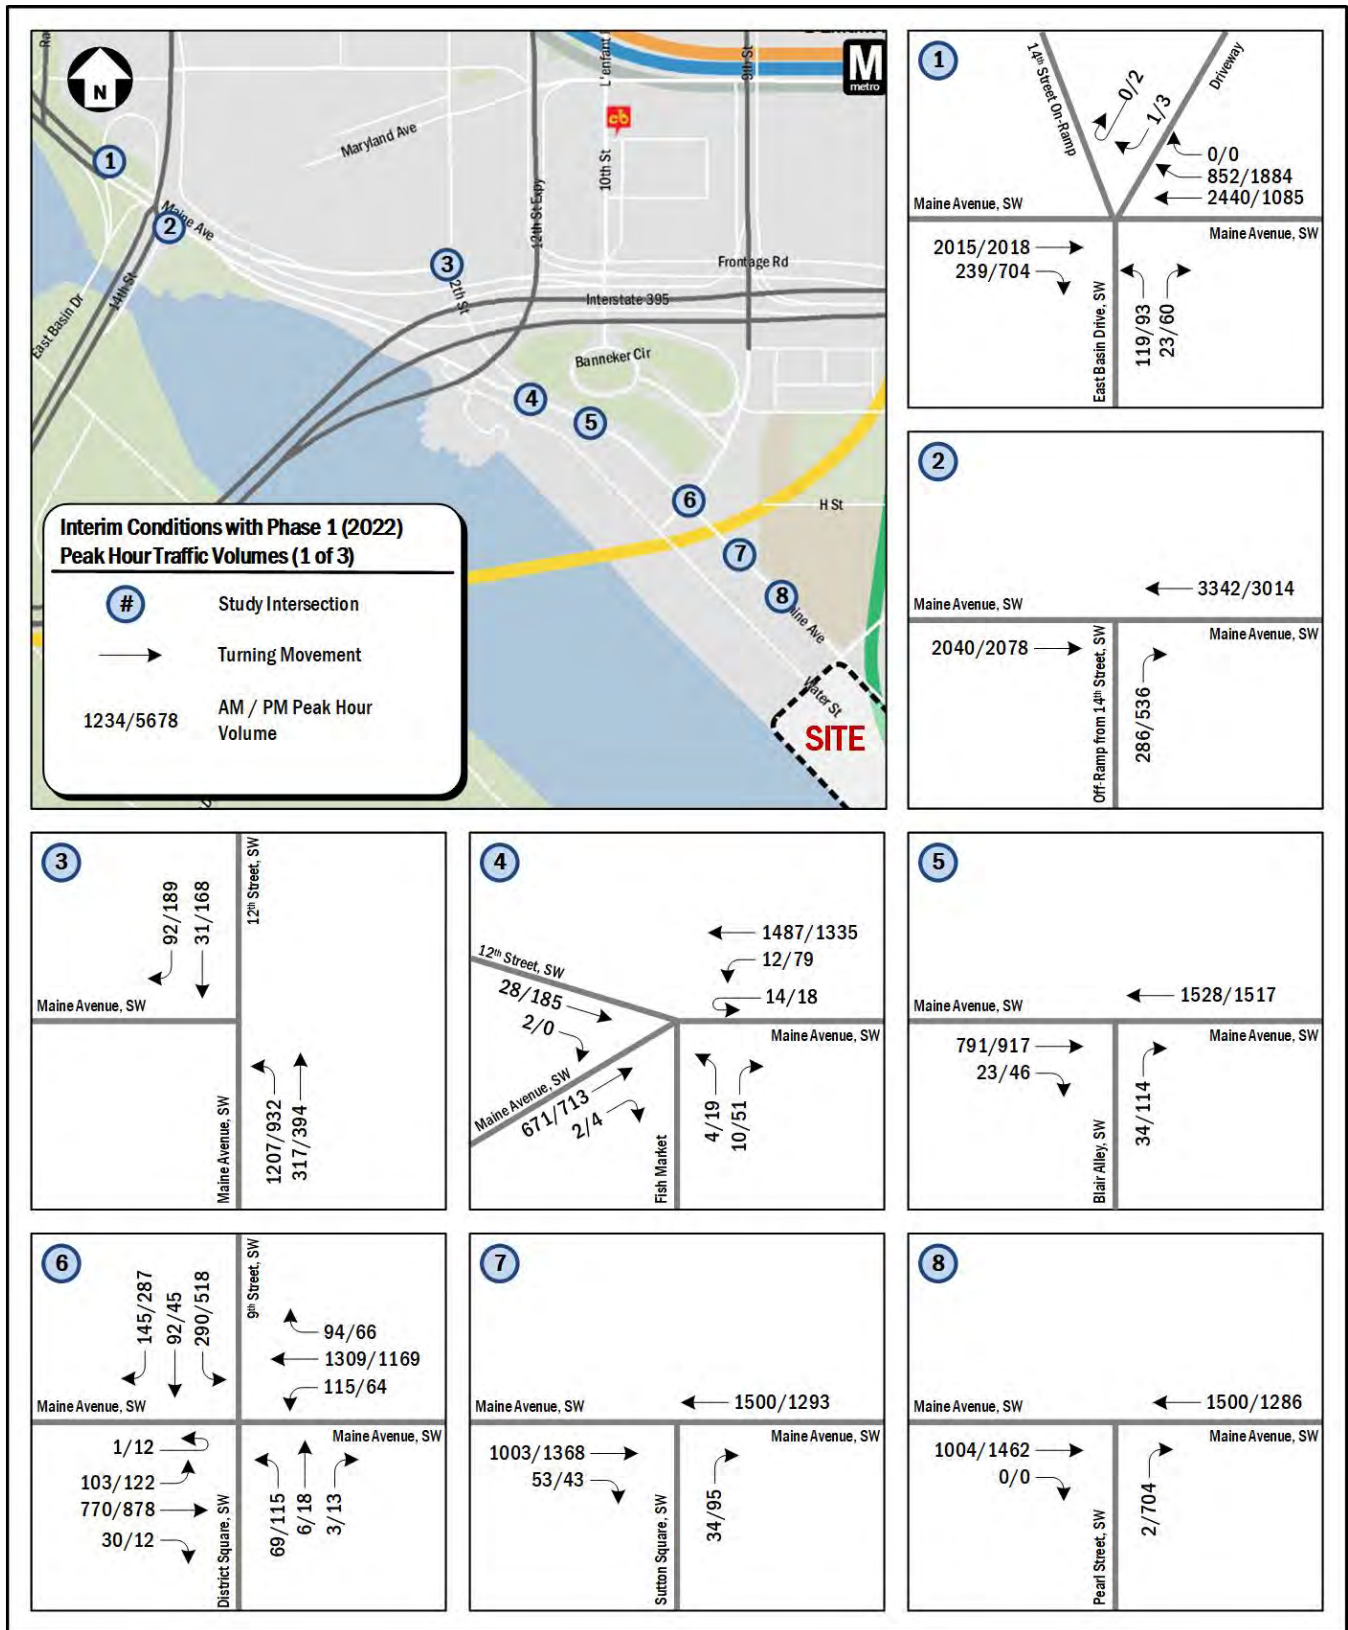 N
Ra
Maryland Ave
L'enfant
9th St
M
metro
cb
10th St
12th St Expy
1
2
Maine Ave
3
2th St
Frontage Rd
Interstate 395
14th St
East Basin Dr
Banneker Cir
4
5
6
H St
7
8
ine Ave
Water St
SITE
Interim Conditions with Phase 1 (2022)
Peak Hour Traffic Volumes (1 of 3)
# Study Intersection
Turning Movement
1234/5678 AM / PM Peak Hour
Volume
1
14th Street On-Ramp
Driveway
0/2
1/3
0/0
852/1884
2440/1085
Maine Avenue, SW
Maine Avenue, SW
2015/2018
239/704
East Basin Drive, SW
119/93
23/60
2
3342/3014
Maine Avenue, SW
Maine Avenue, SW
2040/2078
Off-Ramp from 14th Street, SW
286/536
3
92/189
31/168
12th Street, SW
Maine Avenue, SW
Maine Avenue, SW
1207/932
317/394
4
1487/1335
12/79
14/18
12th Street, SW
28/185
2/0
Maine Avenue, SW
Maine Avenue, SW
671/713
2/4
Fish Market
4/19
10/51
5
1528/1517
Maine Avenue, SW
Maine Avenue, SW
791/917
23/46
Blair Alley, SW
34/114
6
145/287
92/45
290/518
9th Street, SW
94/66
1309/1169
115/64
Maine Avenue, SW
Maine Avenue, SW
1/12
103/122
770/878
30/12
District Square, SW
69/115
6/18
3/13
7
1500/1293
Maine Avenue, SW
Maine Avenue, SW
1003/1368
53/43
Sutton Square, SW
34/95
8
1500/1286
Maine Avenue, SW
Maine Avenue, SW
1004/1462
0/0
Pearl Street, SW
2/704